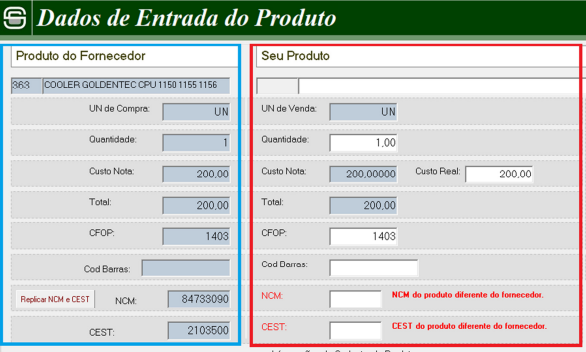 Dados de Entrada do Produto
Produto do Fornecedor
363 COOLER GOLDENTEC CPU 1150 1155 1156
UN de Compra: UN
Quantidade: 1
Custo Nota: 200,00
Total: 200,00
CFOP: 1403
Cod Barras:
Replicar NCM e CEST NCM: 84733090
CEST: 2103500
Seu Produto
UN de Venda: UN
Quantidade: 1,00
Custo Nota: 200,00000 Custo Real: 200,00
Total: 200,00
CFOP: 1403
Cod Barras:
NCM: NCM do produto diferente do fornecedor.
CEST: CEST do produto diferente do fornecedor.